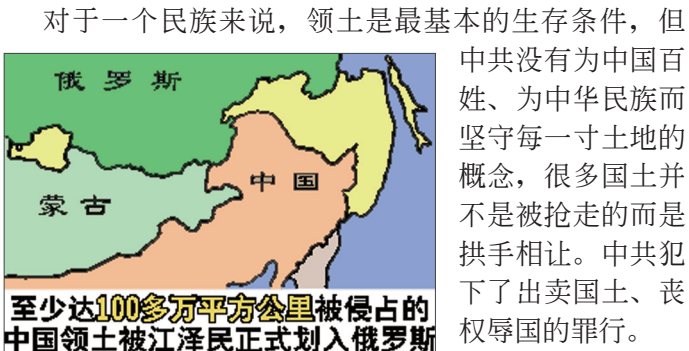 对于一个民族来说，领土是最基本的生存条件，但
中共没有为中国百
姓、为中华民族而
坚守每一寸土地的
概念，很多国土并
不是被抢走的而是
拱手相让。中共犯
下了出卖国土、丧
权辱国的罪行。
俄罗斯
中国
蒙古
至少达100多万平方公里被侵占的
中国领土被江泽民正式划入俄罗斯